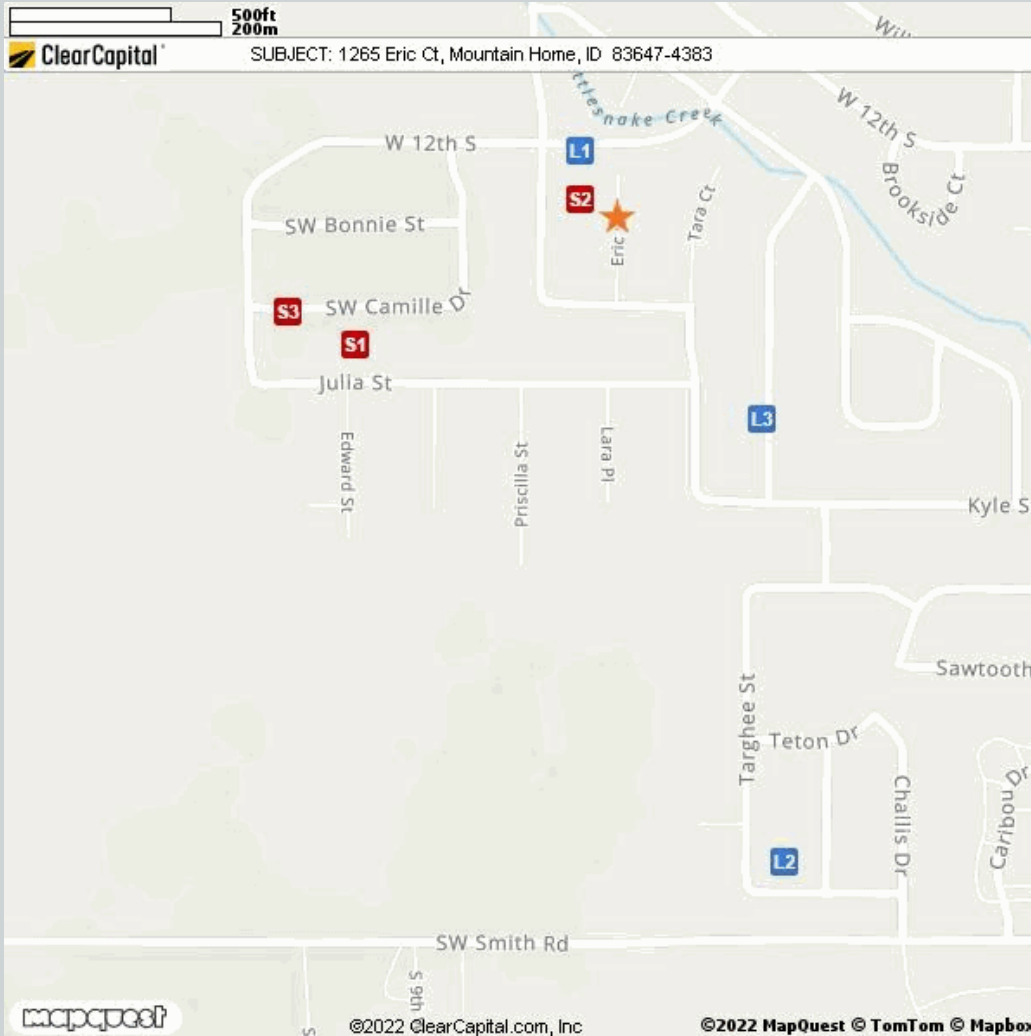 500ft
200m
ClearCapital
SUBJECT: 1265 Eric Ct, Mountain Home, ID 83647-4383
ttlesnake Creek
W 12th S
W 12th S
L1
S2
Brookside Ct
Tara Ct
Eric
SW Bonnie St
SW Camille Dr
S3
S1
Julia St
L3
Edward St
Priscilla St
Lara Pl
Kyle S
Sawtooth
Targhee St
Teton Dr
Challis Dr
Caribou Dr
L2
SW Smith Rd
S 9th S
S
mapquest
©2022 ClearCapital.com, Inc
©2022 MapQuest © TomTom © Mapbox